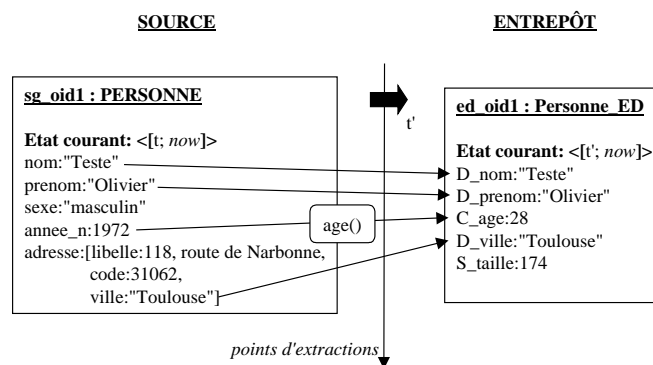 SOURCE
ENTREPÔT
sg_oid1 : PERSONNE
Etat courant: <[t; now]>
nom:"Teste"
prenom:"Olivier"
sexe:"masculin"
annee_n:1972
adresse:[libelle:118, route de Narbonne,
code:31062,
ville:"Toulouse"]
age()
t'
points d'extractions
ed_oid1 : Personne_ED
Etat courant: <[t'; now]>
D_nom:"Teste"
D_prenom:"Olivier"
C_age:28
D_ville:"Toulouse"
S_taille:174